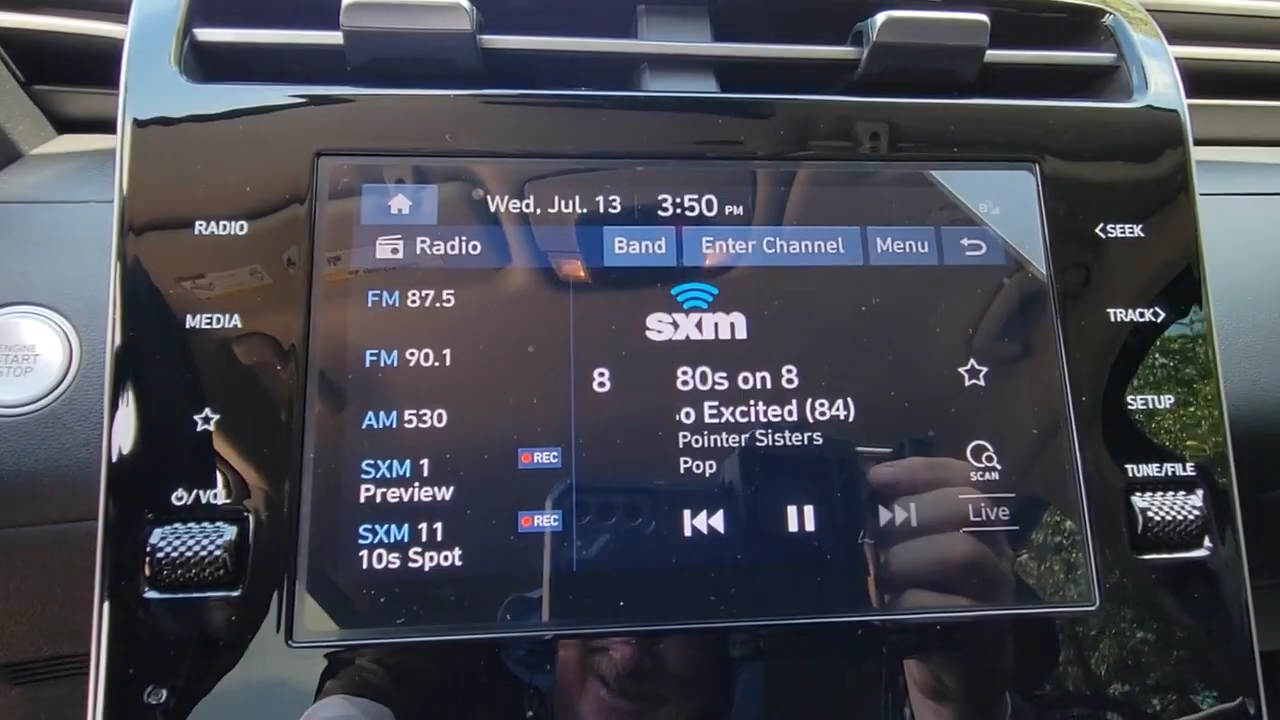 Wed, Jul. 13 3:50 PM
Radio Band Enter Channel Menu
RADIO
MEDIA
ENGINE
START
STOP
/VOL
FM 87.5
FM 90.1
AM 530
SXM 1 REC
Preview
SXM 11 REC
10s Spot
sxm
8 80s on 8
o Excited (84)
Pointer Sisters
Pop
SCAN
Live
SEEK
TRACK
SETUP
TUNE/FILE